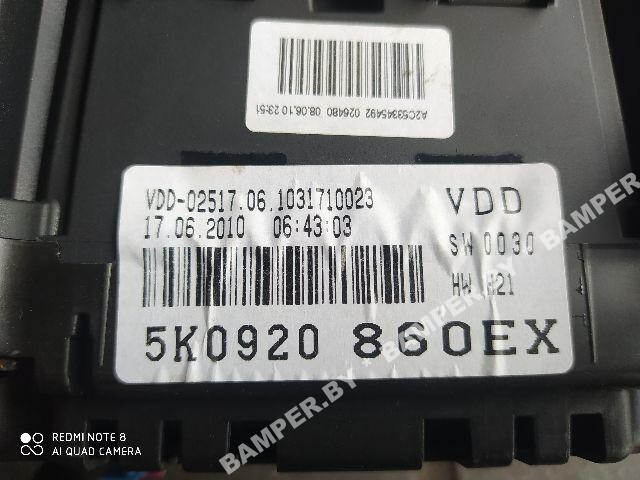 A2C53345492 026480 08.06.10 23:51
VDD-02517.06.1031710023
17.06.2010 06:43:03
VDD
SW 0030
HW H21
5K0920 860EX
BAMPER.BY * BAMPER.BY * BAMPER.BY
REDMI NOTE 8
AI QUAD CAMERA